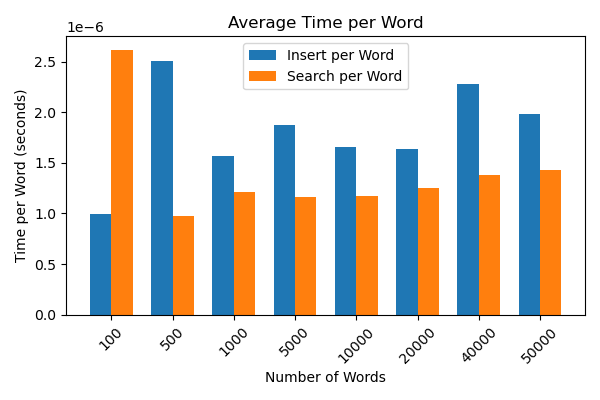 Average Time per Word
1e−6
Insert per Word
Search per Word
2.5
2.0
1.5
1.0
0.5
0.0
Time per Word (seconds)
100
500
1000
5000
10000
20000
40000
50000
Number of Words